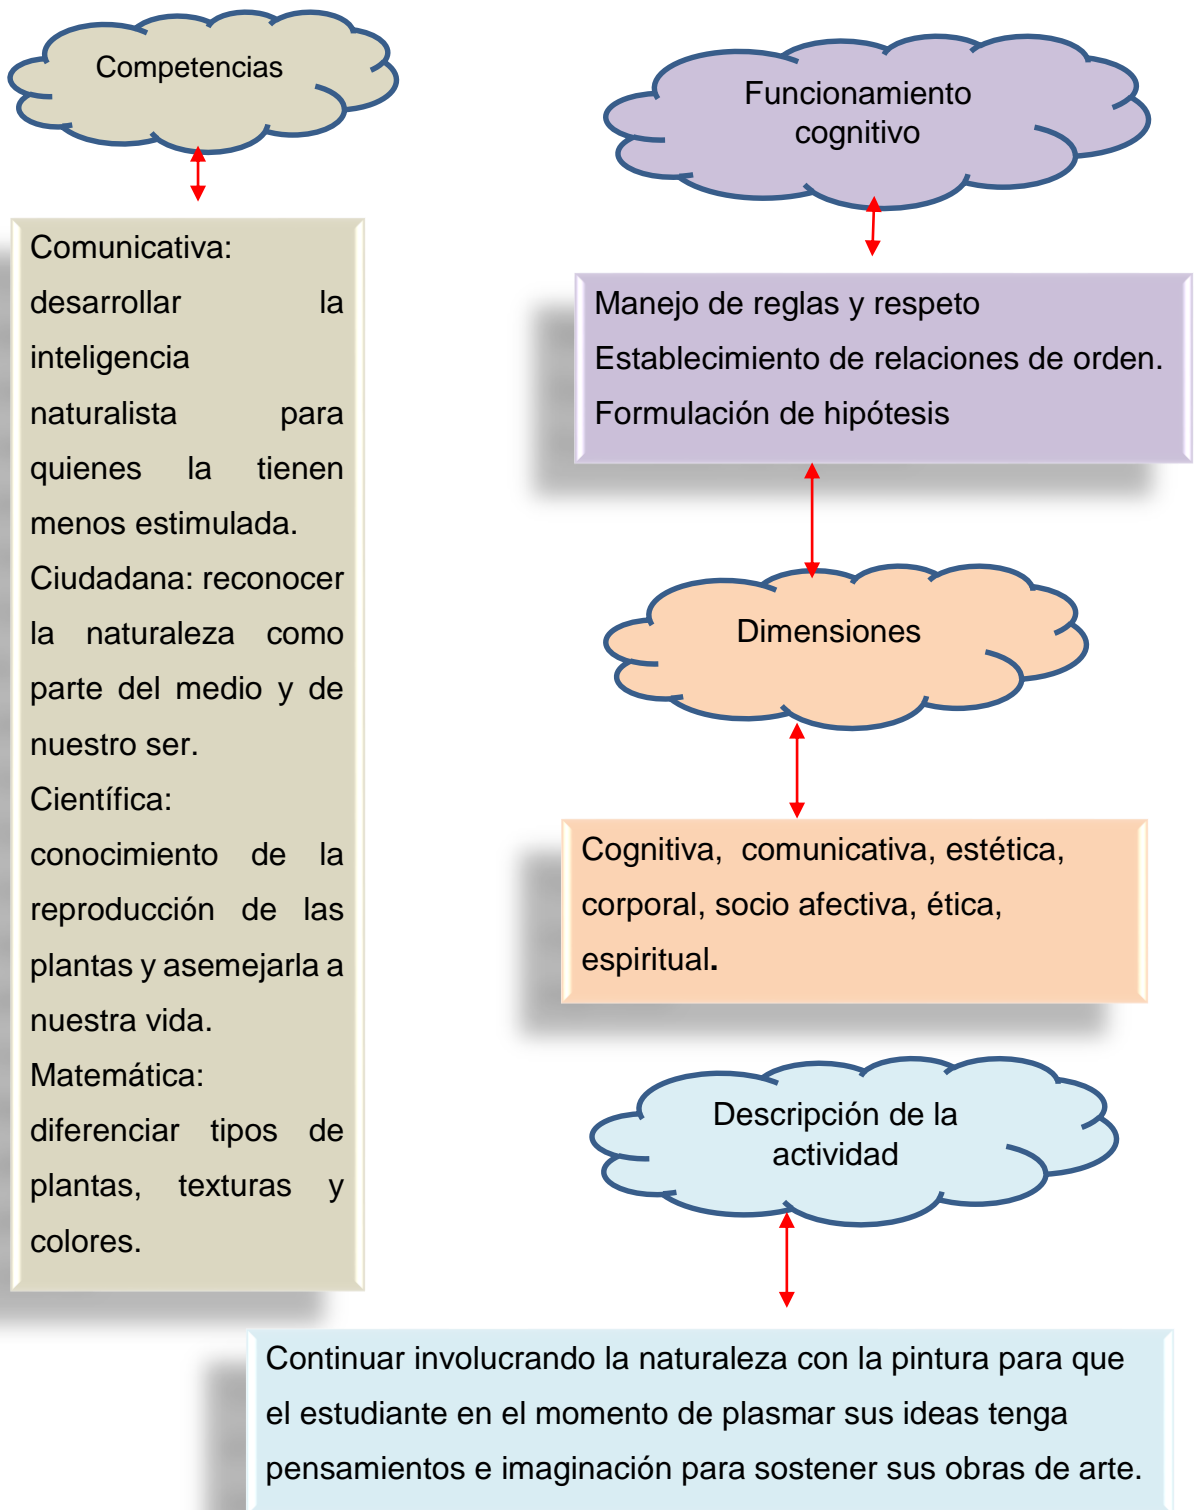 Competencias
Comunicativa:
desarrollar la
inteligencia
naturalista para
quienes la tienen
menos estimulada.
Ciudadana: reconocer
la naturaleza como
parte del medio y de
nuestro ser.
Científica:
conocimiento de la
reproducción de las
plantas y asemejarla a
nuestra vida.
Matemática:
diferenciar tipos de
plantas, texturas y
colores.
Funcionamiento
cognitivo
Manejo de reglas y respeto
Establecimiento de relaciones de orden.
Formulación de hipótesis
Dimensiones
Cognitiva, comunicativa, estética,
corporal, socio afectiva, ética,
espiritual.
Descripción de la
actividad
Continuar involucrando la naturaleza con la pintura para que
el estudiante en el momento de plasmar sus ideas tenga
pensamientos e imaginación para sostener sus obras de arte.